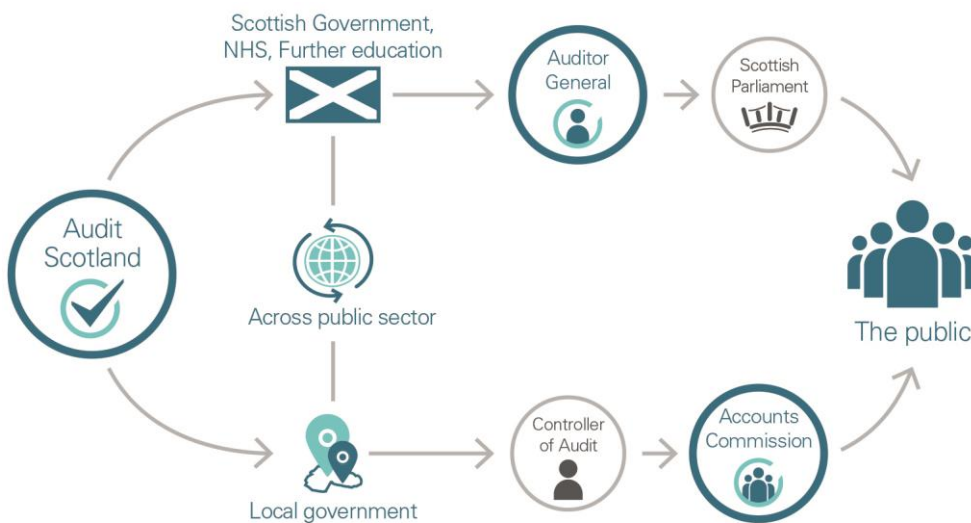 Scottish Government,
NHS, Further education
Auditor
General
Scottish
Parliament
Audit
Scotland
Across public sector
The public
Local government
Controller
of Audit
Accounts
Commission